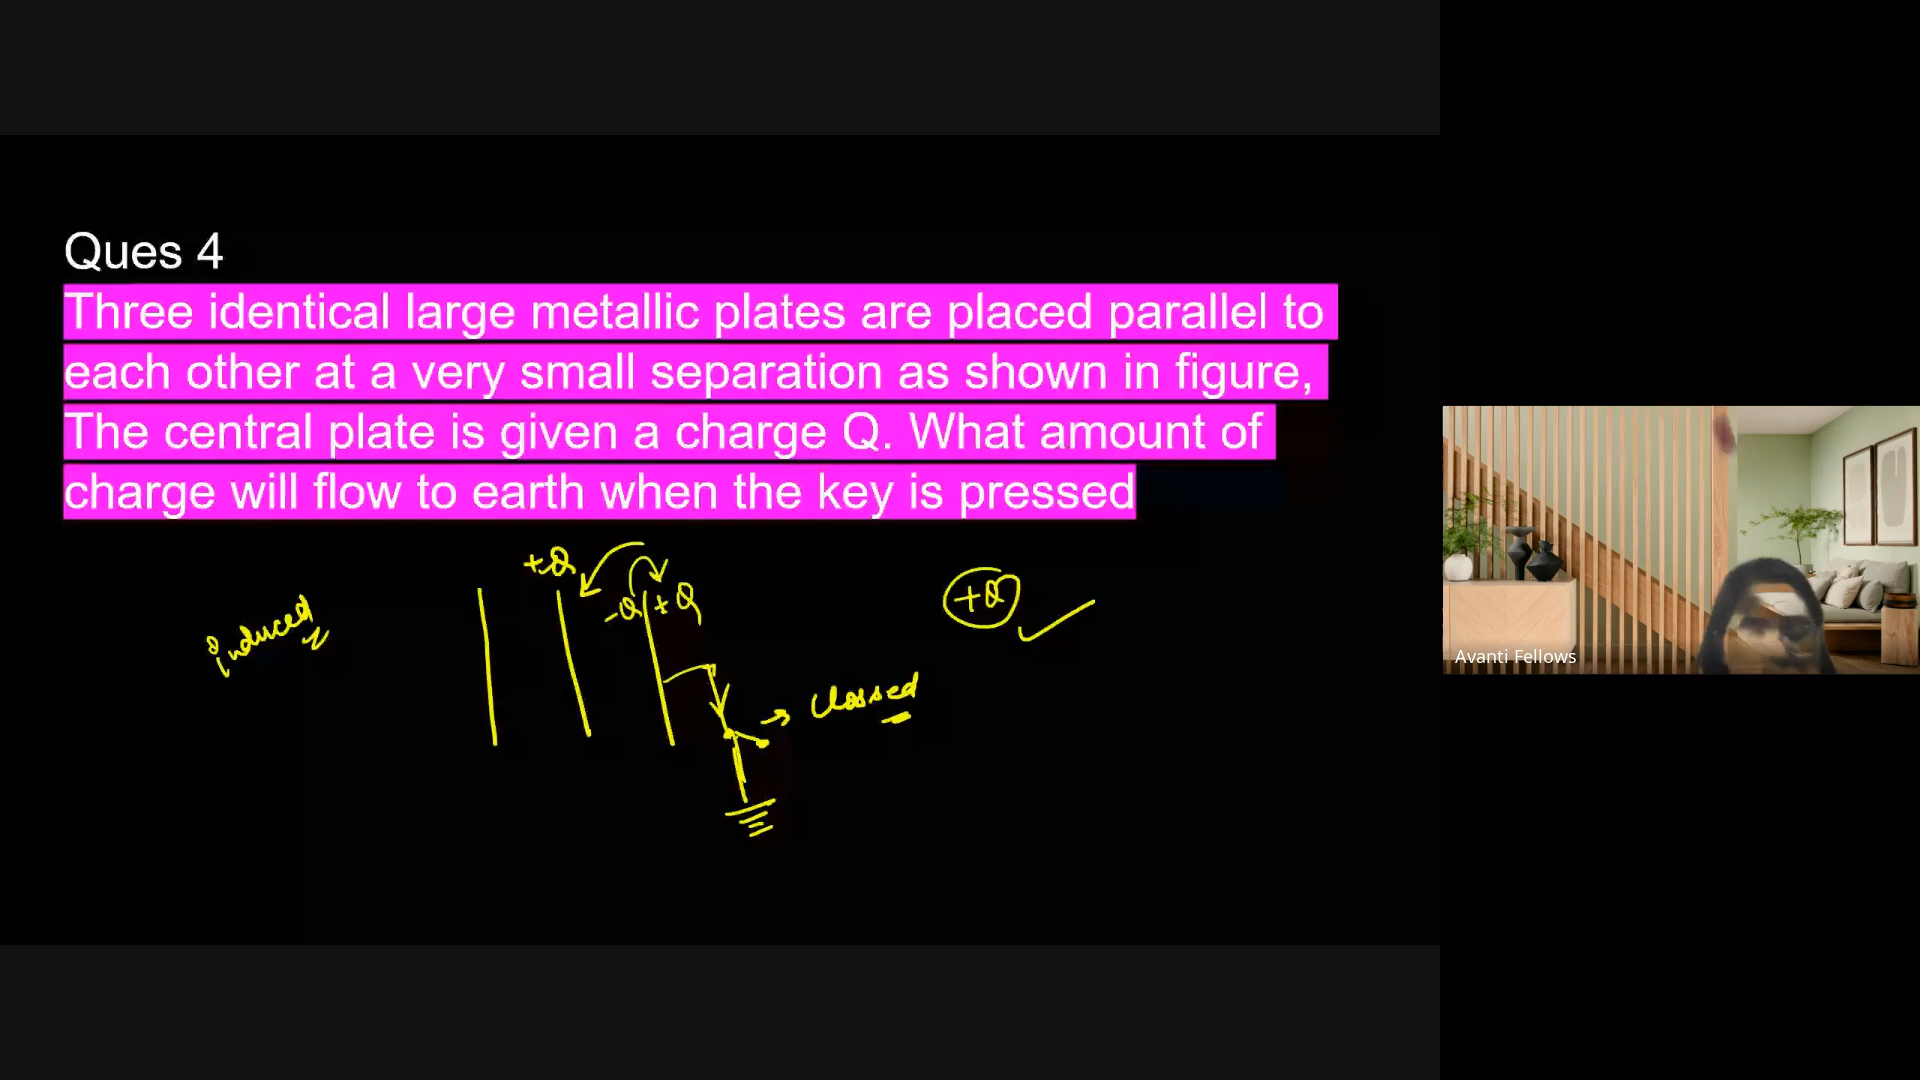 Ques 4
Three identical large metallic plates are placed parallel to
each other at a very small separation as shown in figure,
The central plate is given a charge Q. What amount of
charge will flow to earth when the key is pressed
+Q
-Q + Q
+Q
induced
→ Classed
Avanti Fellows